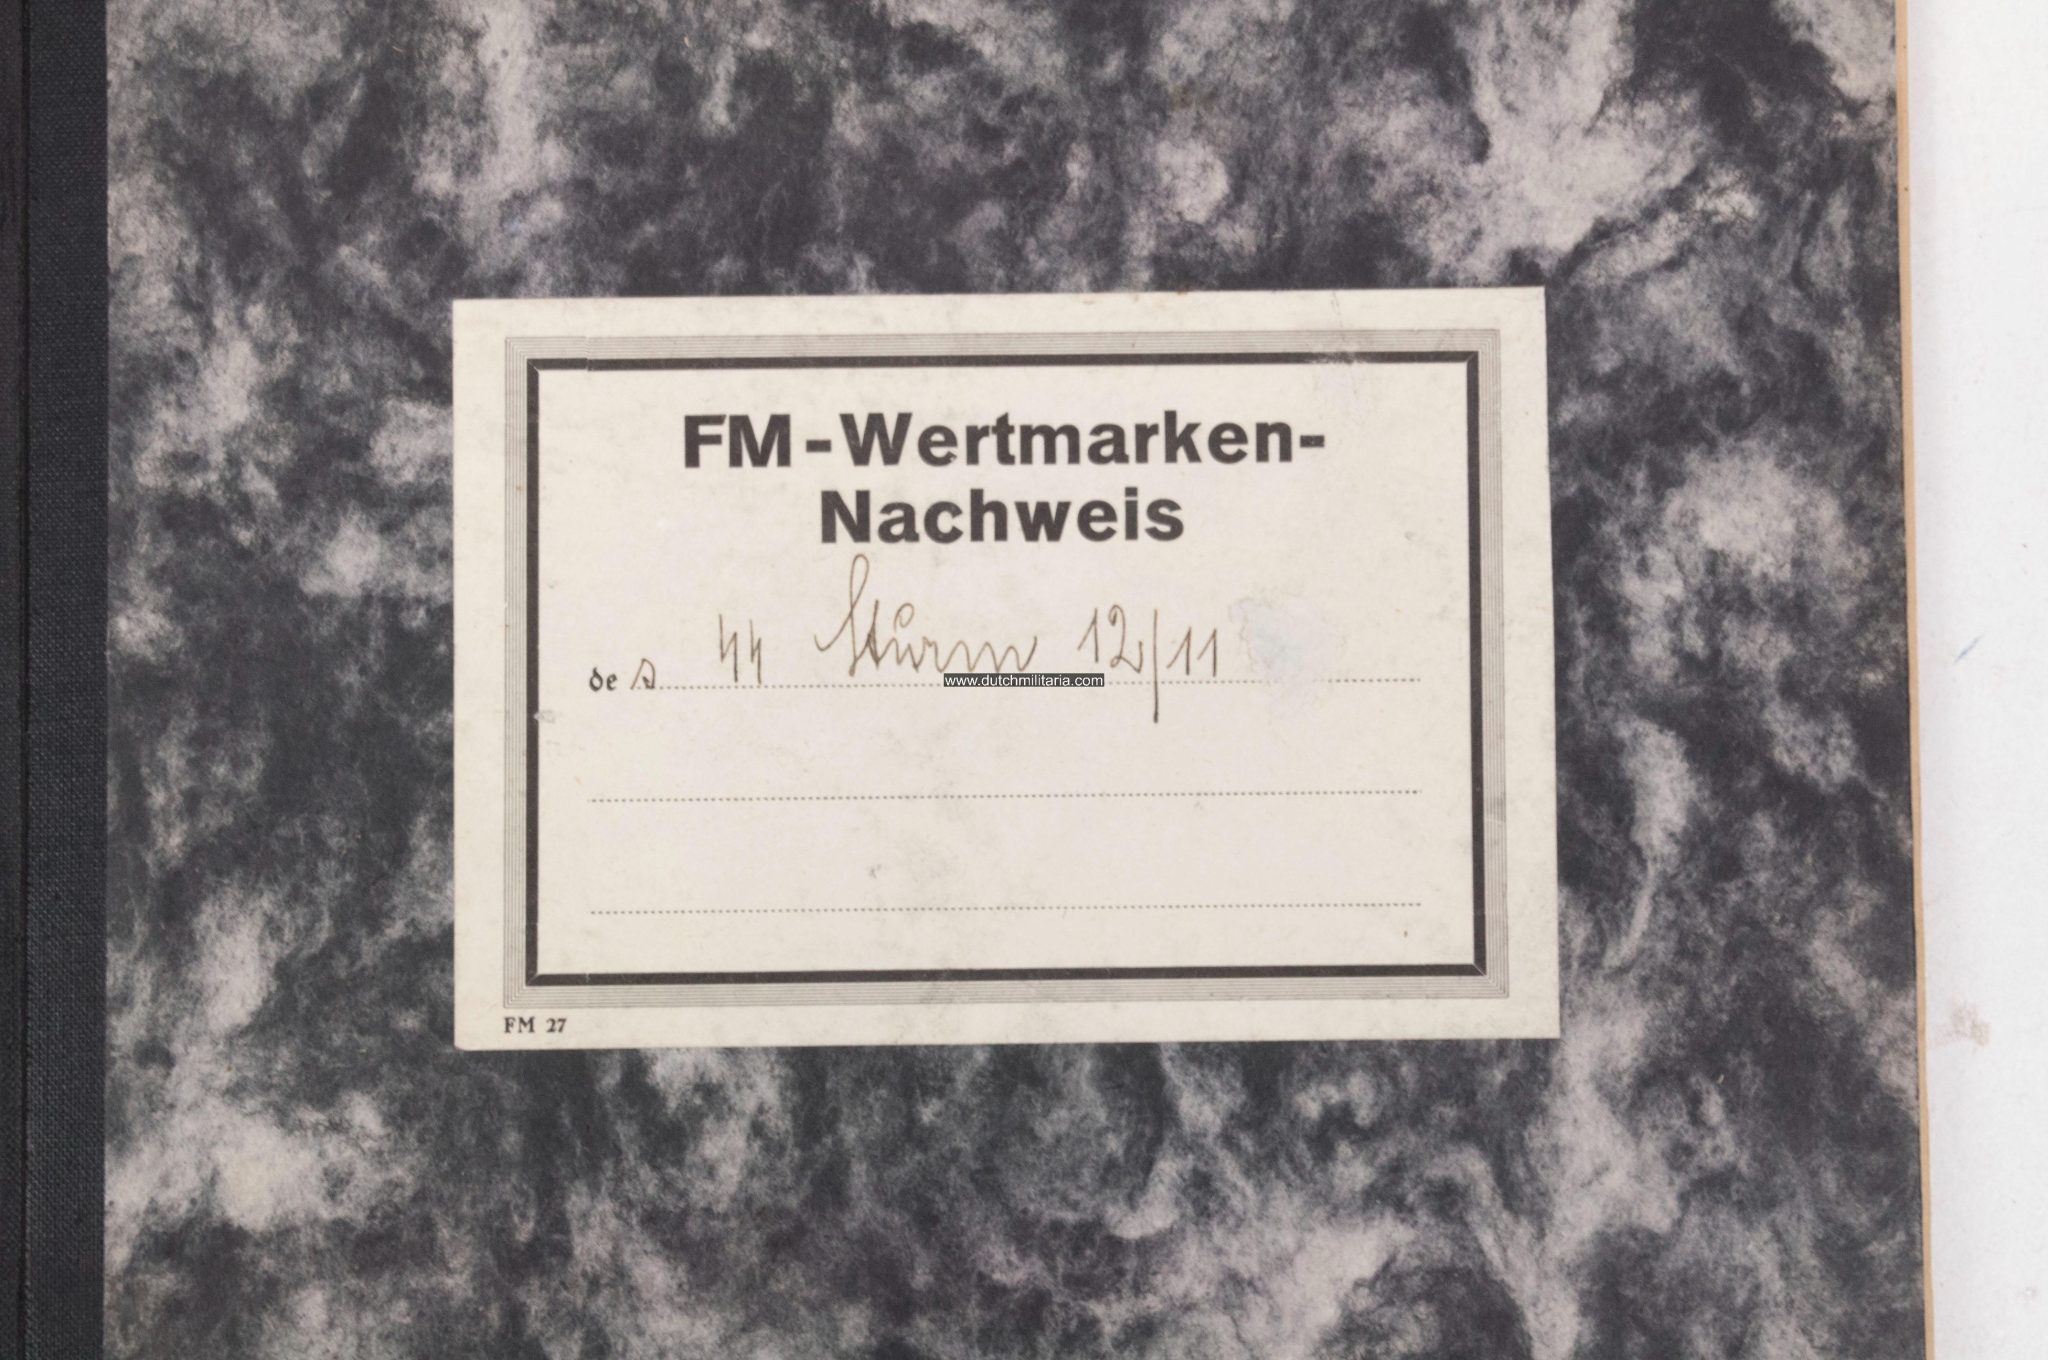 FM-Wertmarken-
Nachweis
des ϟϟ Sturm 12/11
www.dutchmilitaria.com
FM 27